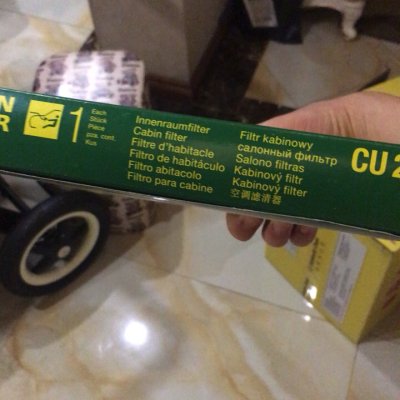 N
R
1
Each
Stück
Pièce
pza. cont.
Kus
Innenraumfilter
Cabin filter
Filtre d'habitacle
Filtro de habitáculo
Filtro abitacolo
Filtro para cabine
Filtr kabinowy
салонный фильтр
Salono filtras
Kabinový filtr
Kabinový filter
空调滤清器
CU 2